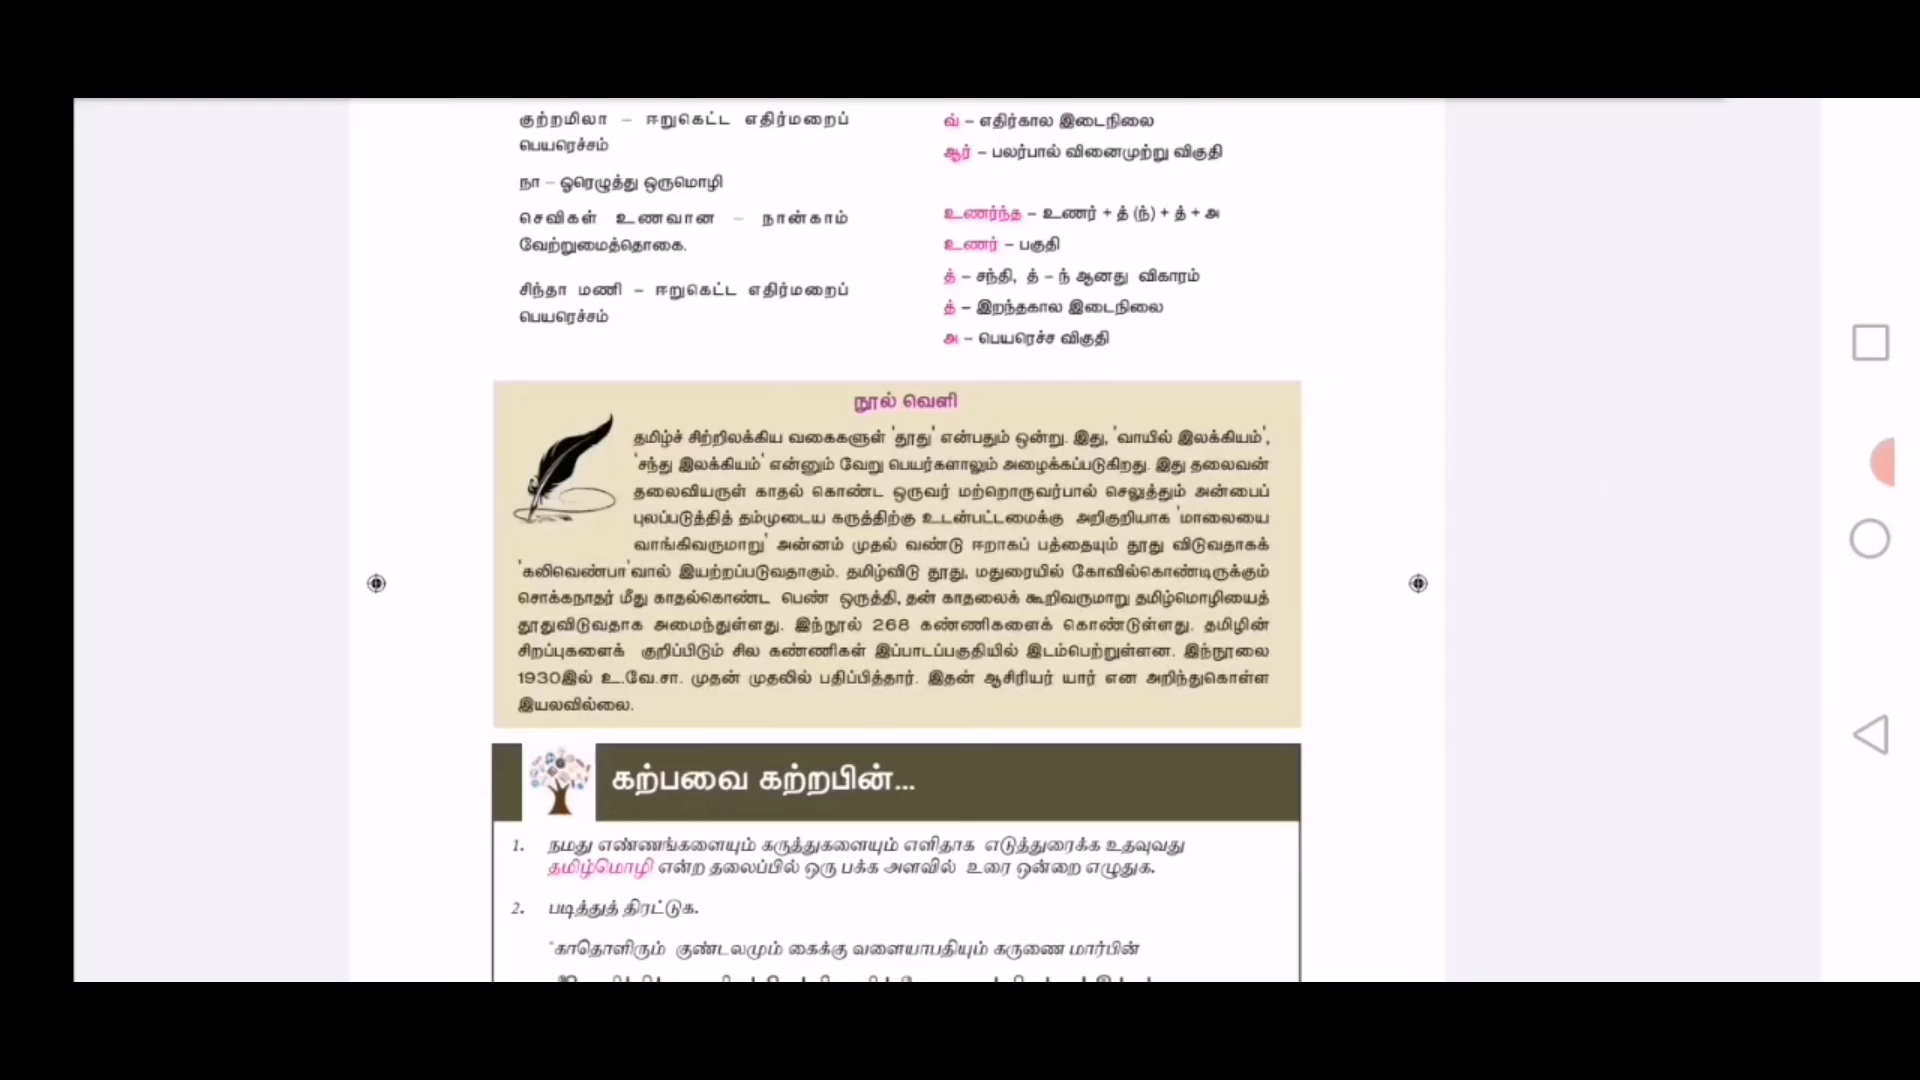 குற்றமிலா – ஈறுகெட்ட எதிர்மறைப்
பெயரெச்சம்
நா – ஓரெழுத்து ஒருமொழி
செவிகள் உணவான – நான்காம்
வேற்றுமைத்தொகை.
சிந்தா மணி – ஈறுகெட்ட எதிர்மறைப்
பெயரெச்சம்
வ் – எதிர்கால இடைநிலை
ஆர் – பலர்பால் வினைமுற்று விகுதி
உணர்ந்த – உணர் + த் (ந்) + த் + அ
உணர் – பகுதி
த் – சந்தி, த் – ந் ஆனது விகாரம்
த் – இறந்தகால இடைநிலை
அ – பெயரெச்ச விகுதி
நூல் வெளி
தமிழ்ச் சிற்றிலக்கிய வகைகளுள் 'தூது' என்பதும் ஒன்று. இது, 'வாயில் இலக்கியம்',
'சந்து இலக்கியம்' என்னும் வேறு பெயர்களாலும் அழைக்கப்படுகிறது. இது தலைவன்
தலைவியருள் காதல் கொண்ட ஒருவர் மற்றொருவர்பால் செலுத்தும் அன்பைப்
புலப்படுத்தித் தம்முடைய கருத்திற்கு உடன்பட்டமைக்கு அறிகுறியாக 'மாலையை
வாங்கிவருமாறு' அன்னம் முதல் வண்டு ஈறாகப் பத்தையும் தூது விடுவதாகக்
'கலிவெண்பா'வால் இயற்றப்படுவதாகும். தமிழ்விடு தூது, மதுரையில் கோவில்கொண்டிருக்கும்
சொக்கநாதர் மீது காதல்கொண்ட பெண் ஒருத்தி, தன் காதலைக் கூறிவருமாறு தமிழ்மொழியைத்
தூதுவிடுவதாக அமைந்துள்ளது. இந்நூல் 268 கண்ணிகளைக் கொண்டுள்ளது. தமிழின்
சிறப்புகளைக் குறிப்பிடும் சில கண்ணிகள் இப்பாடப்பகுதியில் இடம்பெற்றுள்ளன. இந்நூலை
1930இல் உ.வே.சா. முதன் முதலில் பதிப்பித்தார். இதன் ஆசிரியர் யார் என அறிந்துகொள்ள
இயலவில்லை.
கற்பவை கற்றபின்...
1. நமது எண்ணங்களையும் கருத்துகளையும் எளிதாக எடுத்துரைக்க உதவுவது
தமிழ்மொழி என்ற தலைப்பில் ஒரு பக்க அளவில் உரை ஒன்றை எழுதுக.
2. படித்துத் திரட்டுக.
"காதொளிரும் குண்டலமும் கைக்கு வளையாபதியும் கருணை மார்பின்